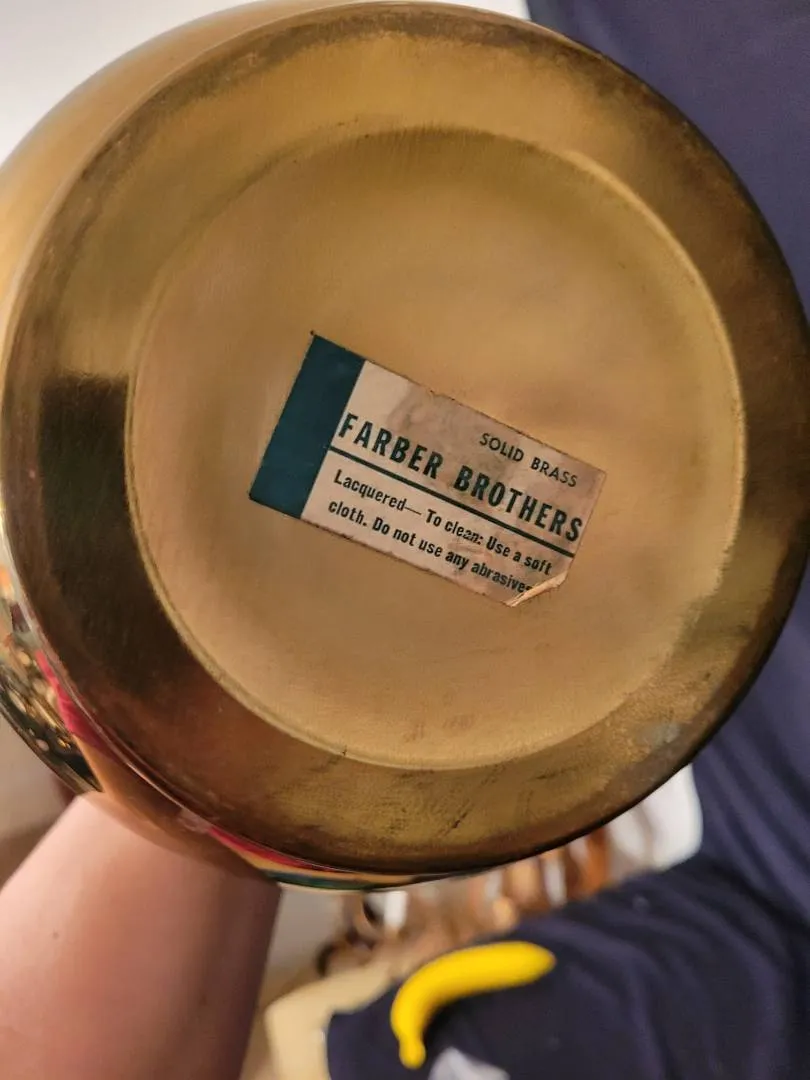 SOLID BRASS
FARBER BROTHERS
Lacquered— To clean: Use a soft
cloth. Do not use any abrasives